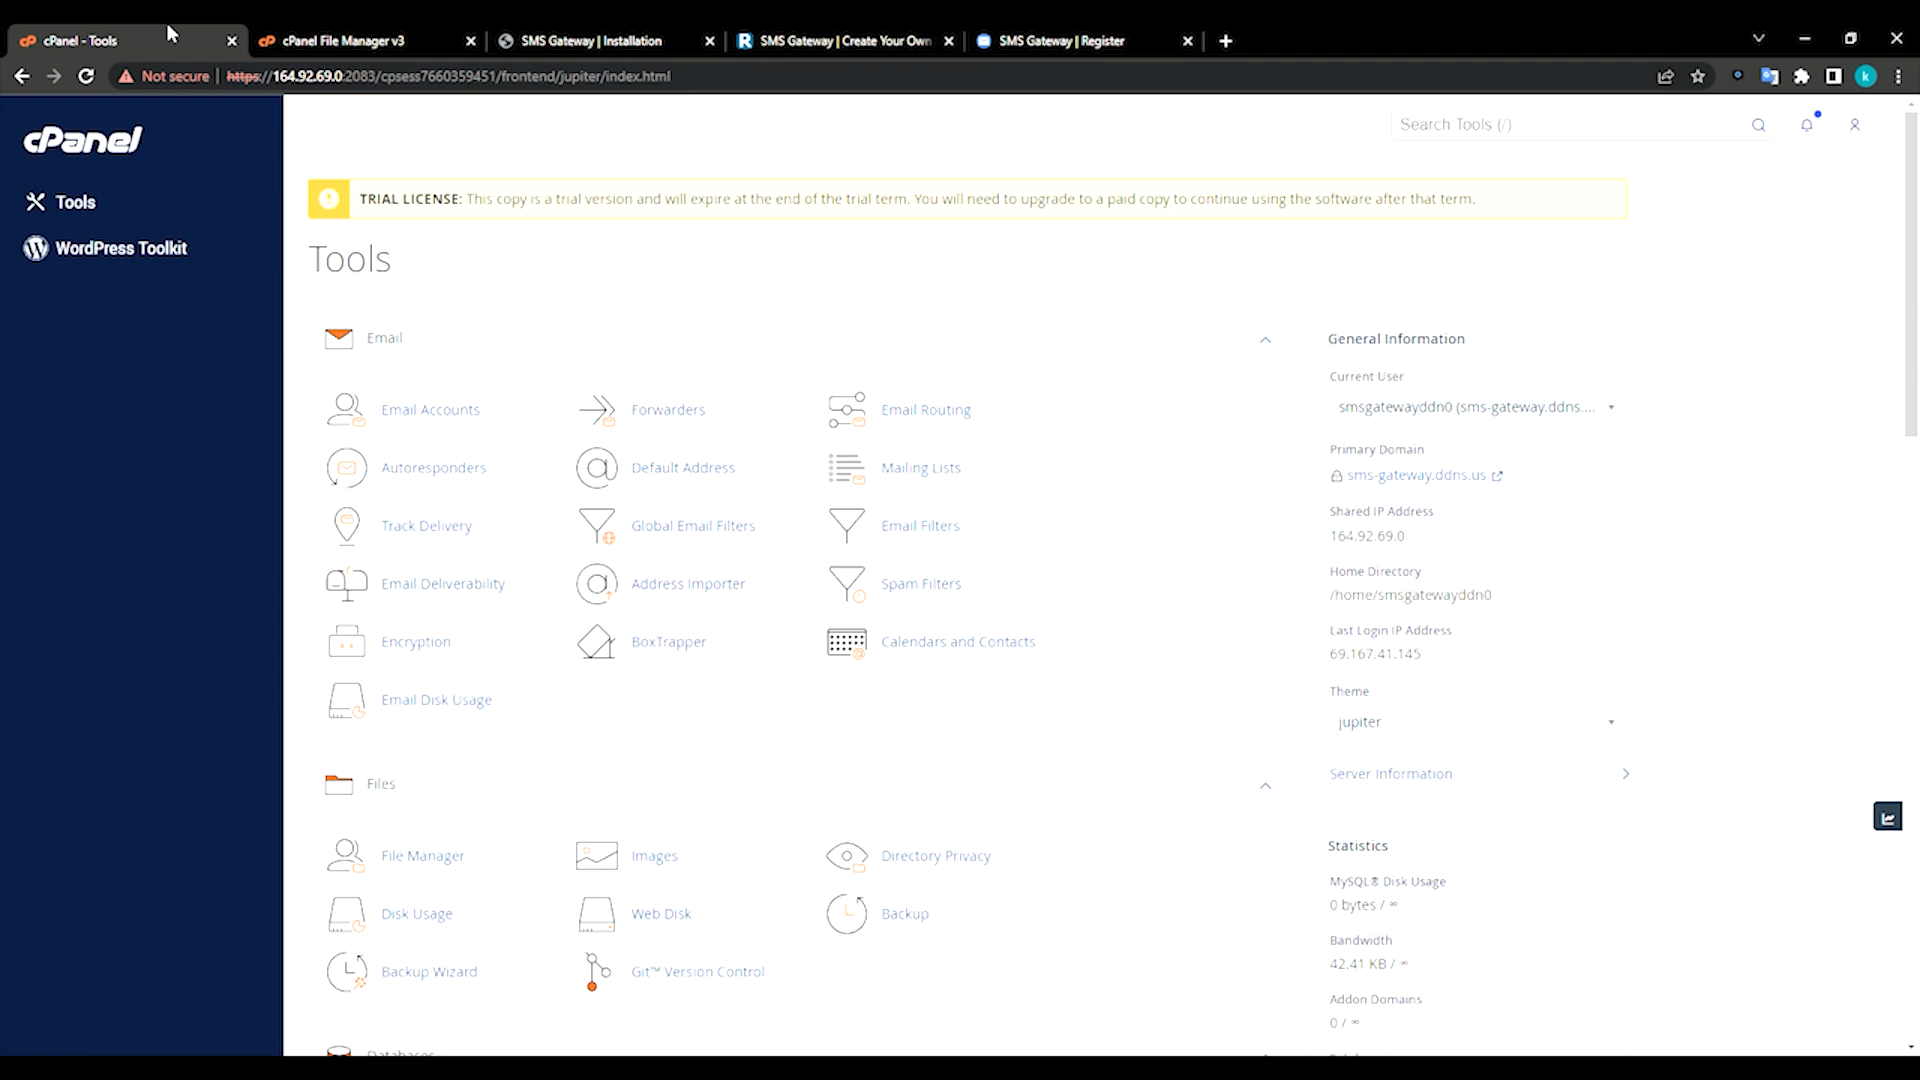 cPanel - Tools
cPanel File Manager v3
SMS Gateway | Installation
SMS Gateway | Create Your Own
SMS Gateway | Register
Not secure
https://164.92.69.0:2083/cpsess7660359451/frontend/jupiter/index.html
k
cPanel
Tools
WordPress Toolkit
Search Tools (/)
TRIAL LICENSE: This copy is a trial version and will expire at the end of the trial term. You will need to upgrade to a paid copy to continue using the software after that term.
Tools
Email
Email Accounts
Forwarders
Email Routing
Autoresponders
Default Address
Mailing Lists
Track Delivery
Global Email Filters
Email Filters
Email Deliverability
Address Importer
Spam Filters
Encryption
BoxTrapper
Calendars and Contacts
Email Disk Usage
Files
File Manager
Images
Directory Privacy
Disk Usage
Web Disk
Backup
Backup Wizard
Git™ Version Control
Databases
General Information
Current User
smsgatewayddn0 (sms-gateway.ddns....
Primary Domain
sms-gateway.ddns.us
Shared IP Address
164.92.69.0
Home Directory
/home/smsgatewayddn0
Last Login IP Address
69.167.41.145
Theme
jupiter
Server Information
Statistics
MySQL® Disk Usage
0 bytes / ∞
Bandwidth
42.41 KB / ∞
Addon Domains
0 / ∞